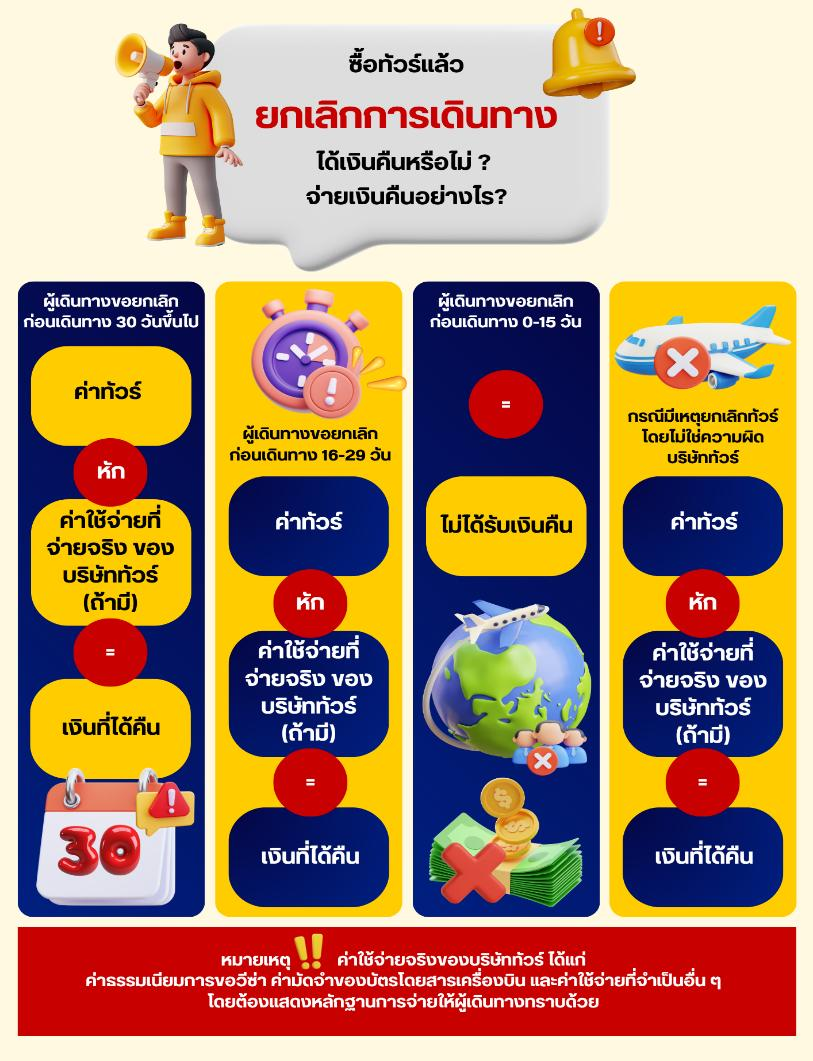 ซื้อทัวร์แล้ว
ยกเลิกการเดินทาง
ได้เงินคืนหรือไม่ ?
จ่ายเงินคืนอย่างไร?
ผู้เดินทางขอยกเลิก
ก่อนเดินทาง 30 วันขึ้นไป
ค่าทัวร์
หัก
ค่าใช้จ่ายที่
จ่ายจริง ของ
บริษัททัวร์
(ถ้ามี)
=
เงินที่ได้คืน
30
ผู้เดินทางขอยกเลิก
ก่อนเดินทาง 16-29 วัน
ค่าทัวร์
หัก
ค่าใช้จ่ายที่
จ่ายจริง ของ
บริษัททัวร์
(ถ้ามี)
=
เงินที่ได้คืน
ผู้เดินทางขอยกเลิก
ก่อนเดินทาง 0-15 วัน
=
ไม่ได้รับเงินคืน
กรณีมีเหตุยกเลิกทัวร์
โดยไม่ใช่ความผิด
บริษัททัวร์
ค่าทัวร์
หัก
ค่าใช้จ่ายที่
จ่ายจริง ของ
บริษัททัวร์
(ถ้ามี)
=
เงินที่ได้คืน
หมายเหตุ !! ค่าใช้จ่ายจริงของบริษัททัวร์ ได้แก่
ค่าธรรมเนียมการขอวีซ่า ค่ามัดจำของบัตรโดยสารเครื่องบิน และค่าใช้จ่ายที่จำเป็นอื่น ๆ
โดยต้องแสดงหลักฐานการจ่ายให้ผู้เดินทางทราบด้วย